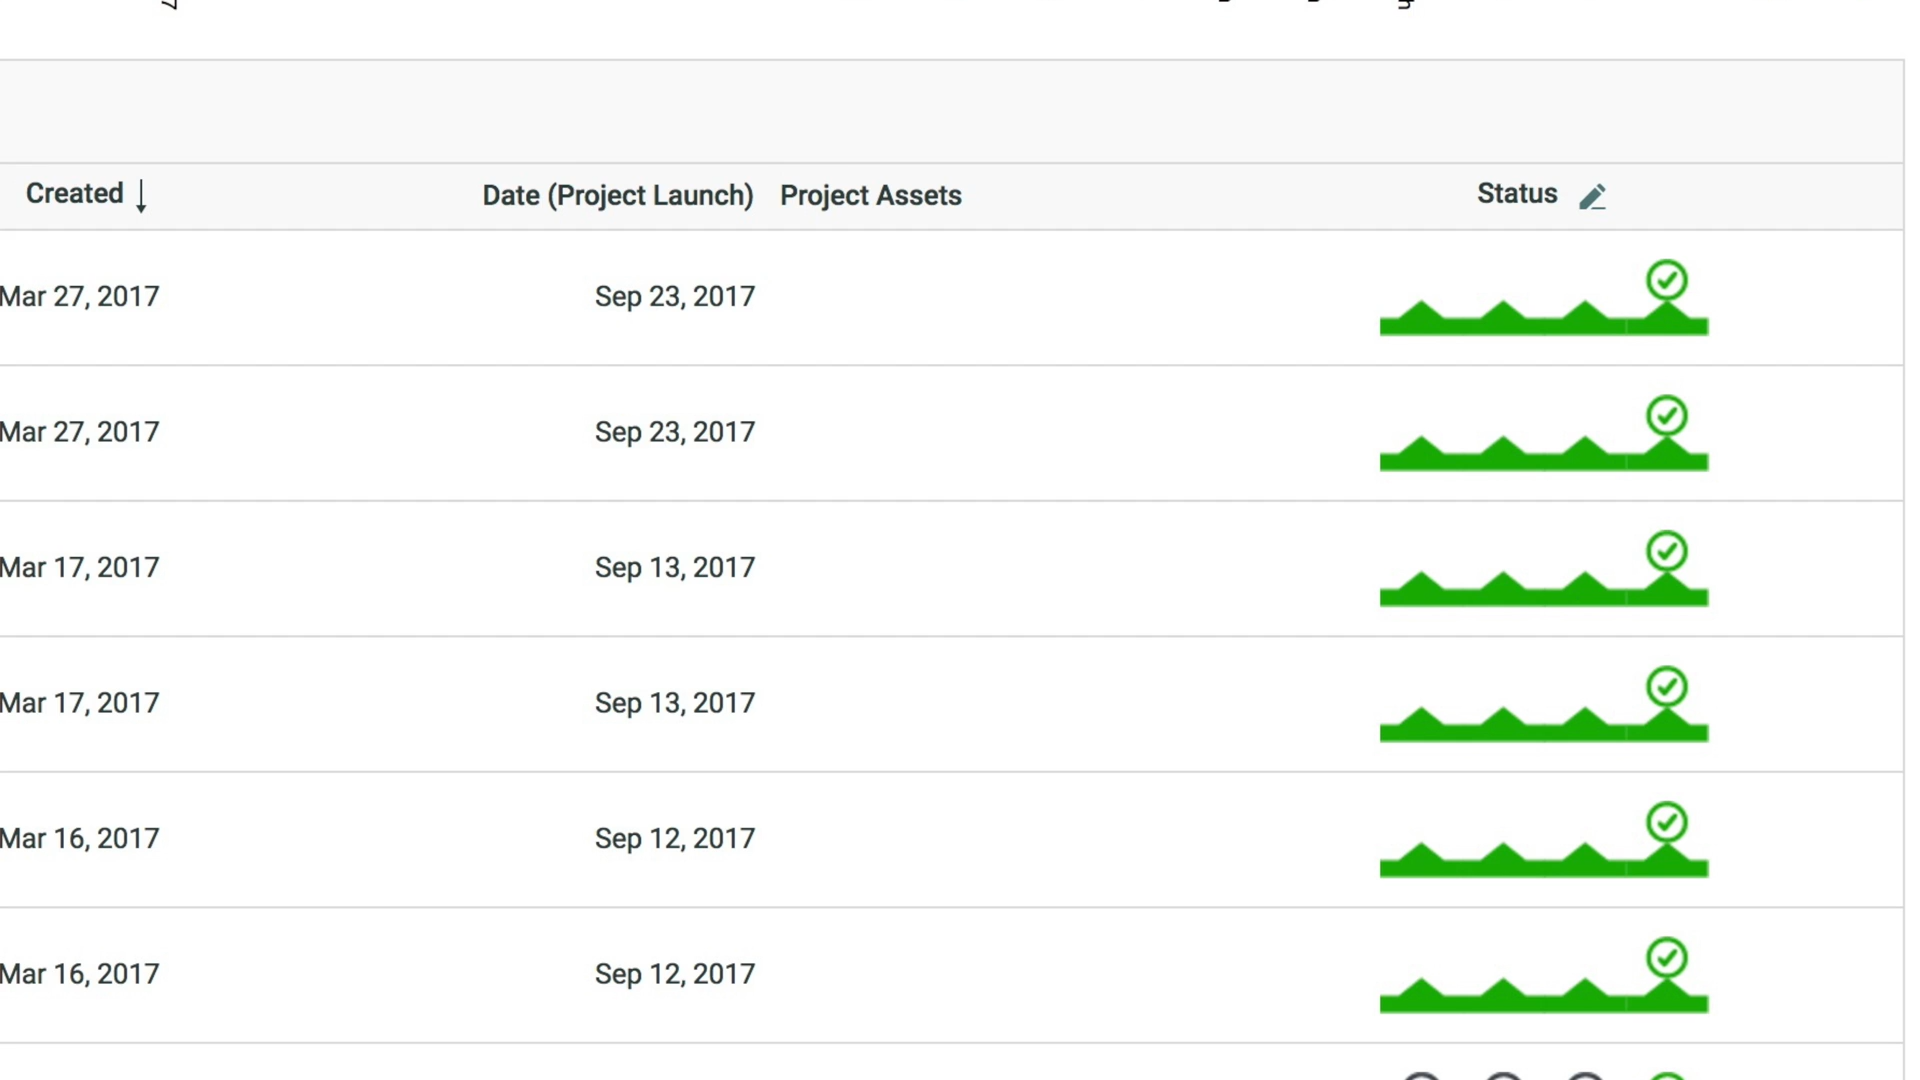 Created Date (Project Launch) Project Assets Status
Mar 27, 2017 Sep 23, 2017
Mar 27, 2017 Sep 23, 2017
Mar 17, 2017 Sep 13, 2017
Mar 17, 2017 Sep 13, 2017
Mar 16, 2017 Sep 12, 2017
Mar 16, 2017 Sep 12, 2017